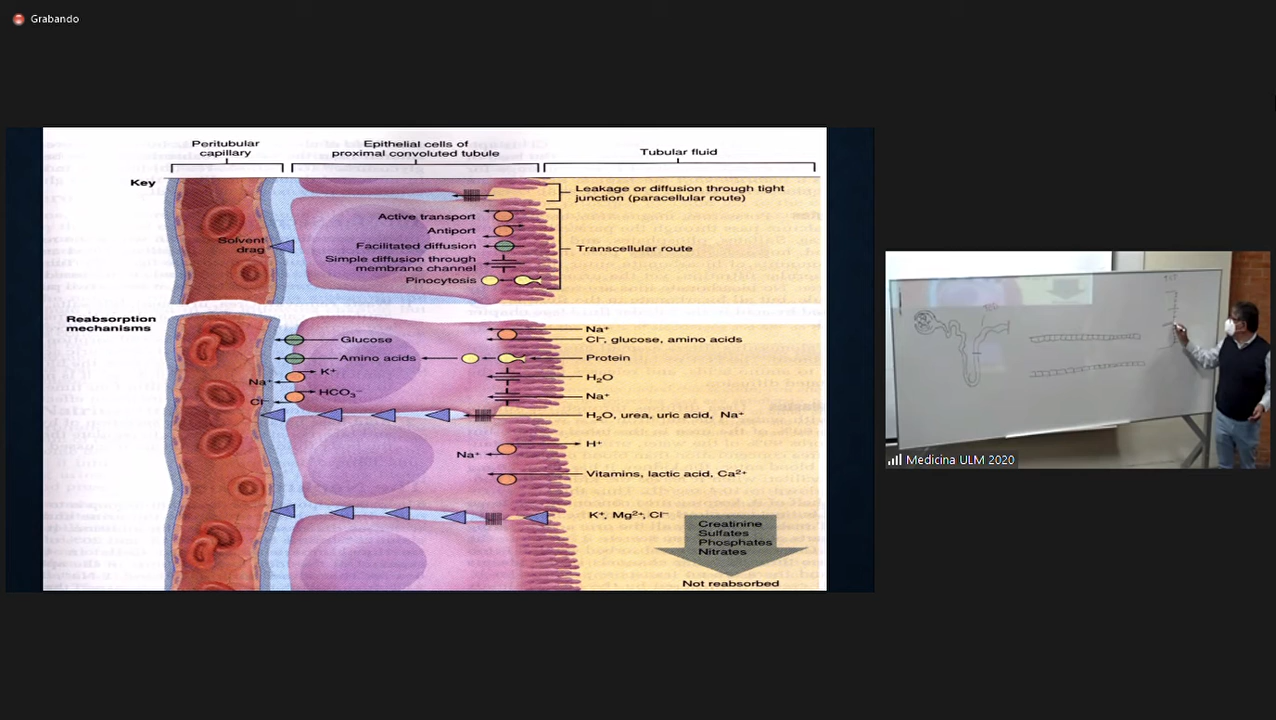 Grabando
Peritubular
capillary
Epithelial cells of
proximal convoluted tubule
Tubular fluid
Key
Leakage or diffusion through tight
junction (paracellular route)
Active transport
Antiport
Solvent
drag
Facilitated diffusion
Transcellular route
Simple diffusion through
membrane channel
Pinocytosis
Reabsorption
mechanisms
Na⁺
Glucose
Cl⁻, glucose, amino acids
Amino acids
Protein
K⁺
H₂O
Na⁺
HCO₃⁻
Na⁺
Cl⁻
H₂O, urea, uric acid, Na⁺
H⁺
Na⁺
Vitamins, lactic acid, Ca²⁺
K⁺, Mg²⁺, Cl⁻
Creatinine
Sulfates
Phosphates
Nitrates
Not reabsorbed
Medicina ULM 2020